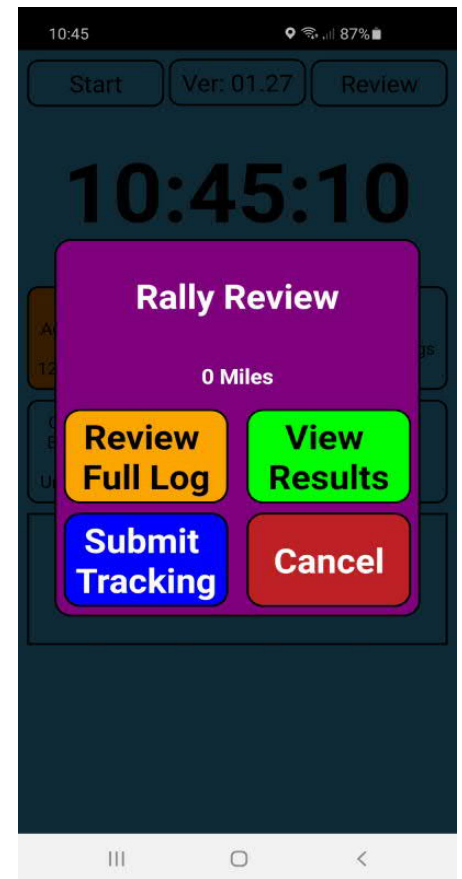 10:45 87%
Start Ver: 01.27 Review
10:45:10
Rally Review
0 Miles
Review
Full Log
View
Results
Submit
Tracking
Cancel